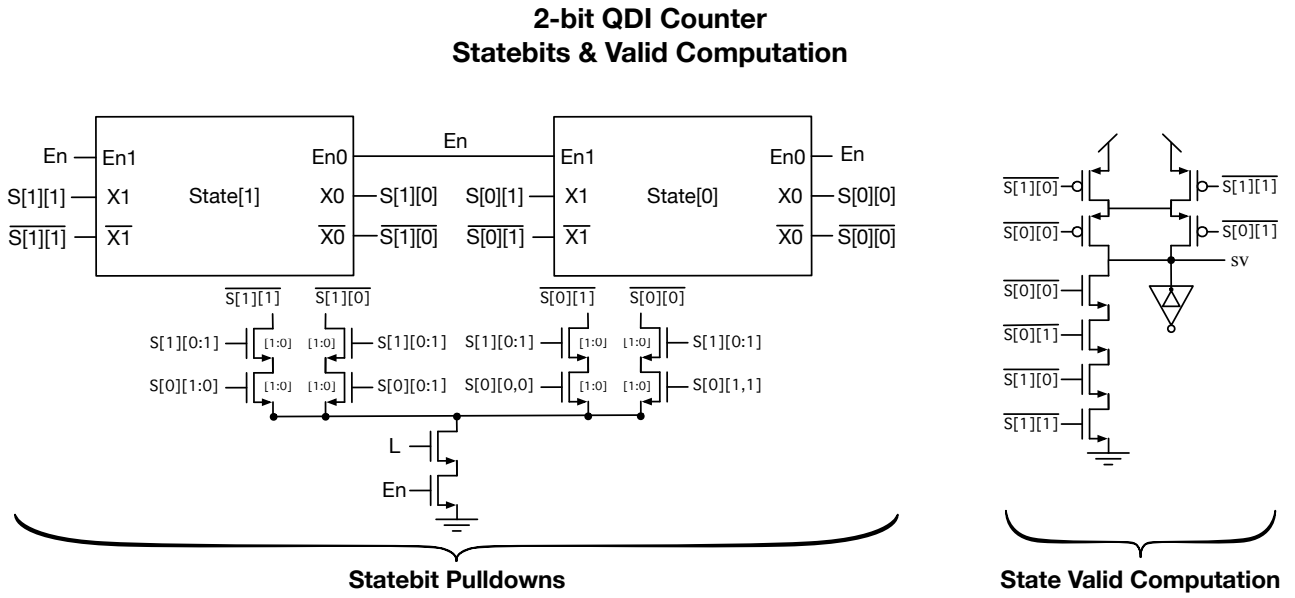 2-bit QDI Counter
Statebits & Valid Computation
En
En En1 En0 En1 En0 En
S[1][1] X1 State[1] X0 S[1][0] S[0][1] X1 State[0] X0 S[0][0]
S[1][1] X1 X0 S[1][0] S[0][1] X1 X0 S[0][0]
S[1][1] S[1][0] S[0][1] S[0][0]
S[1][0:1] [1:0] [1:0] S[1][0:1] S[1][0:1] [1:0] [1:0] S[1][0:1]
S[0][1:0] [1:0] [1:0] S[0][0:1] S[0][0,0] [1:0] [1:0] S[0][1,1]
L
En
Statebit Pulldowns
S[1][0] S[1][1]
S[0][0] S[0][1]
sv
S[0][0]
S[0][1]
S[1][0]
S[1][1]
State Valid Computation